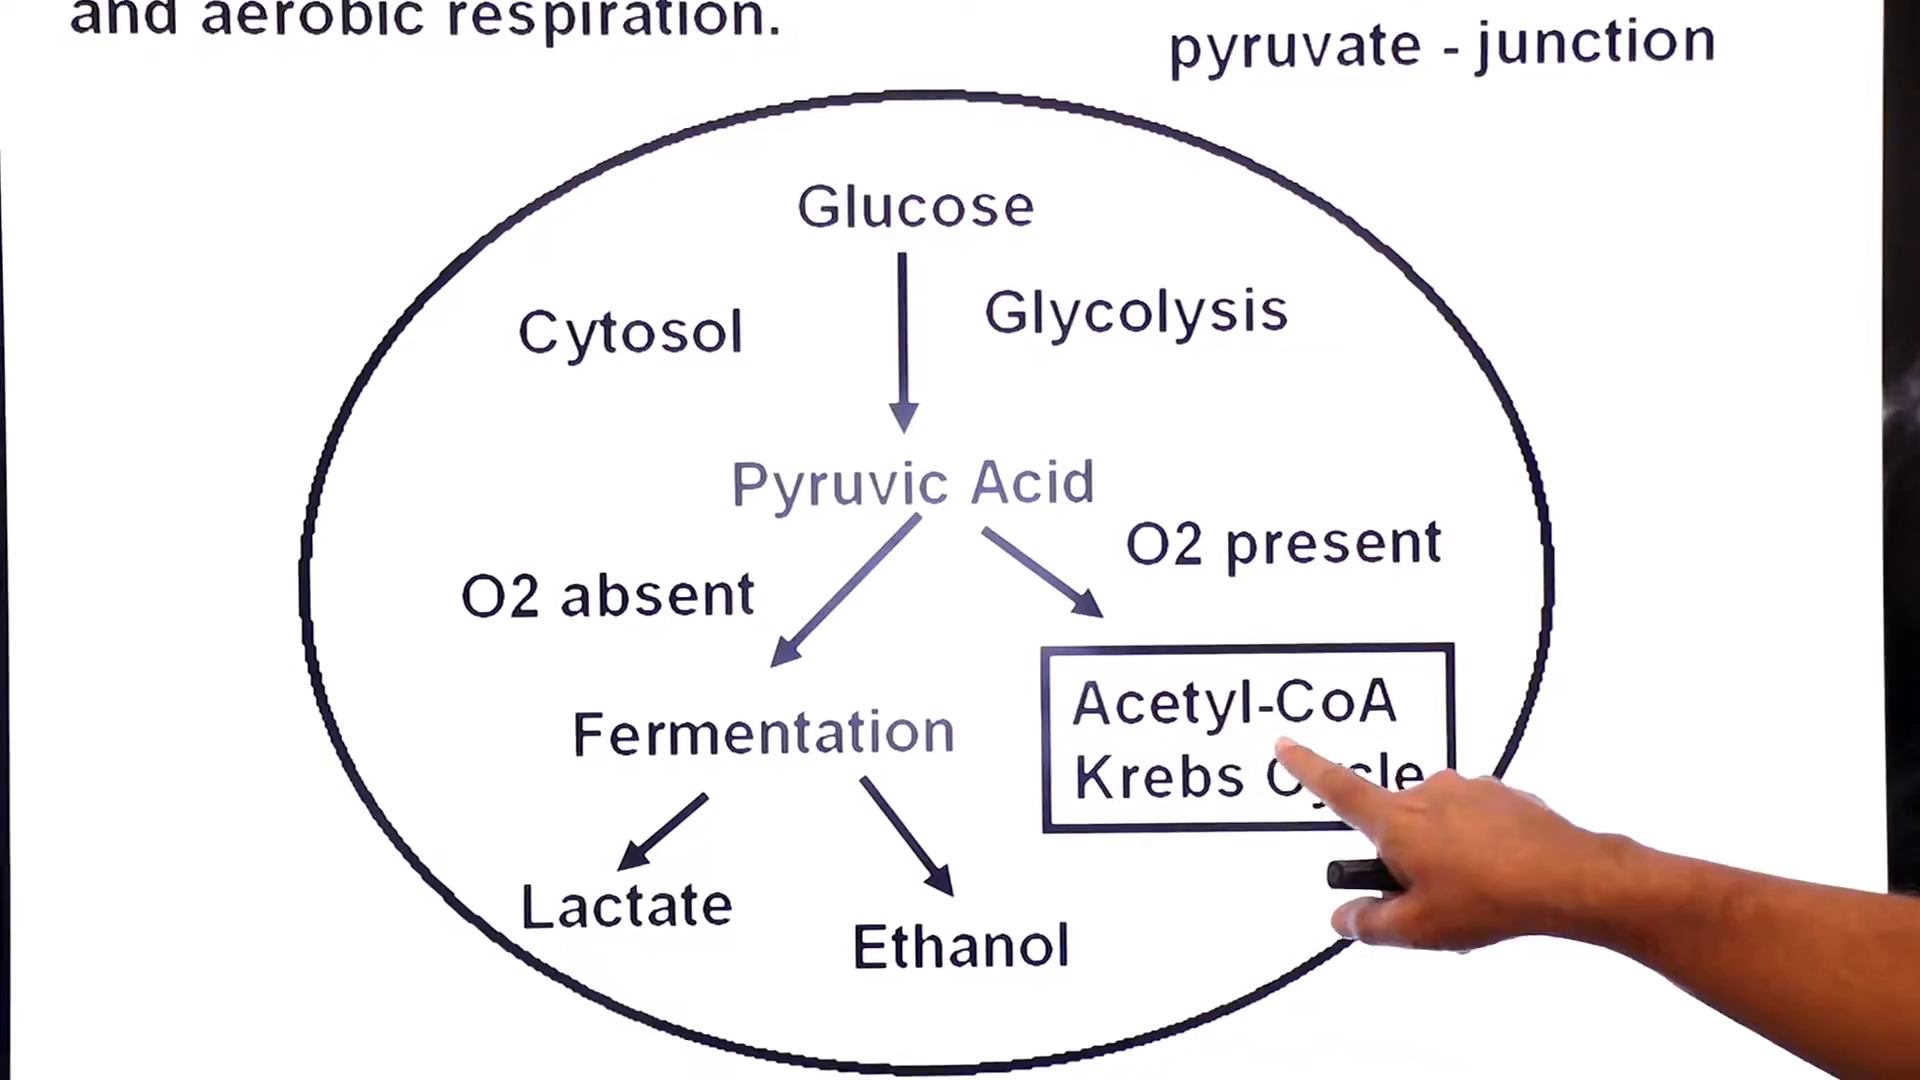 and aerobic respiration.
pyruvate - junction
Glucose
Cytosol
Glycolysis
Pyruvic Acid
O2 present
O2 absent
Acetyl-CoA
Fermentation
Krebs Cycle
Lactate
Ethanol